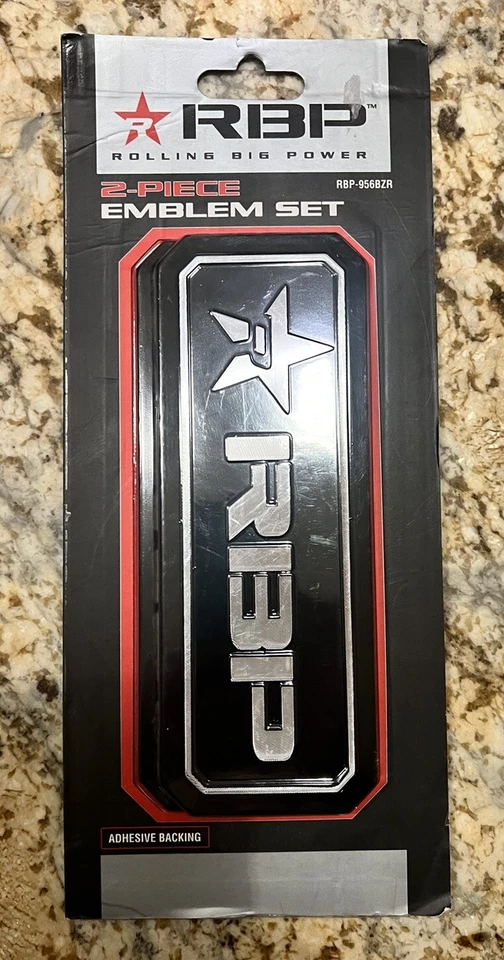 R RBP™
ROLLING BIG POWER
2-PIECE RBP-956BZR
EMBLEM SET
R
RBP
ADHESIVE BACKING